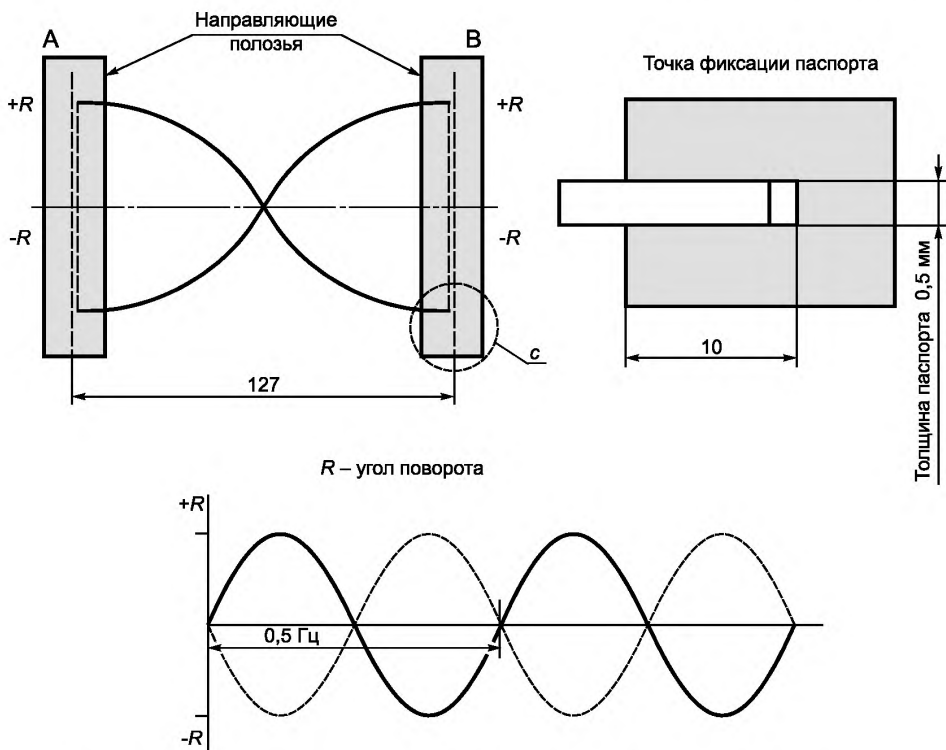 A
Направляющие
полозья
B
+R
+R
-R
-R
c
127
Точка фиксации паспорта
10
Толщина паспорта 0,5 мм
R – угол поворота
+R
0,5 Гц
-R